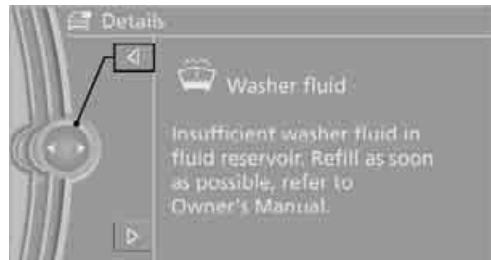 Details
Washer fluid
Insufficient washer fluid in
fluid reservoir. Refill as soon
as possible, refer to
Owner's Manual.